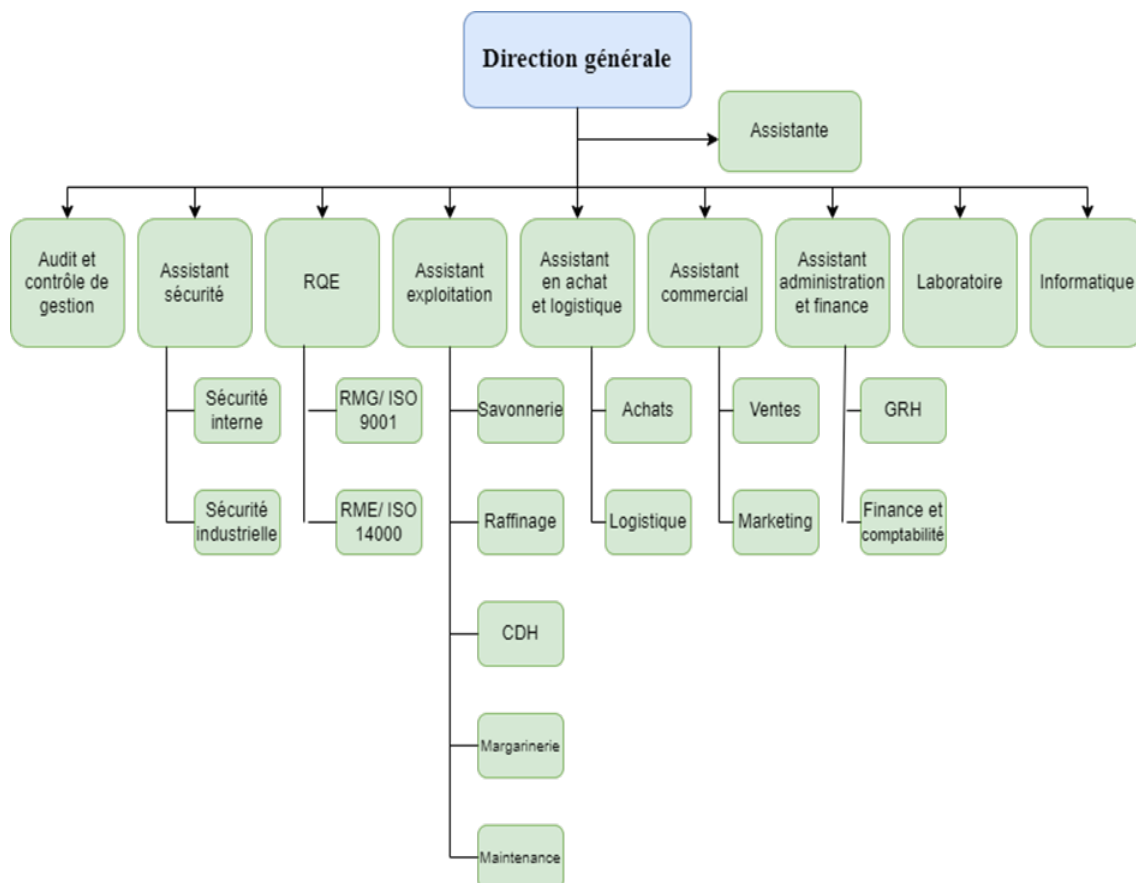 Direction générale
Assistante
Audit et
contrôle de
gestion
Assistant
sécurité
RQE
Assistant
exploitation
Assistant
en achat
et logistique
Assistant
commercial
Assistant
administration
et finance
Laboratoire
Informatique
Sécurité
interne
RMG/ ISO
9001
Savonnerie
Achats
Ventes
GRH
Sécurité
industrielle
RME/ ISO
14000
Raffinage
Logistique
Marketing
Finance et
comptabilité
CDH
Margarinerie
Maintenance